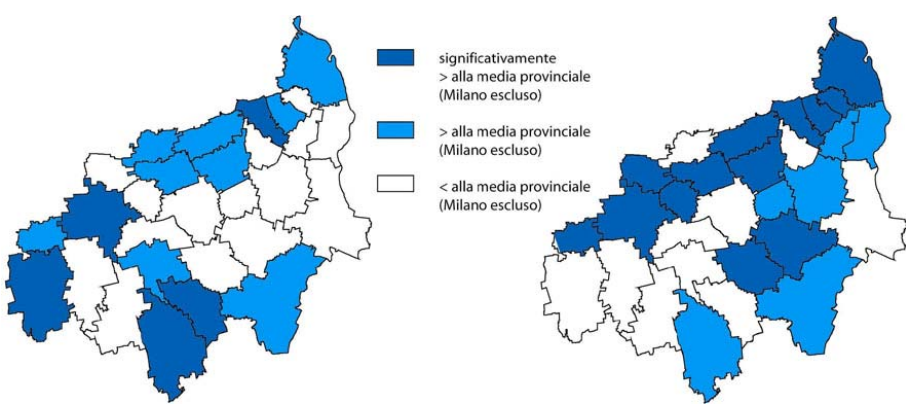 significativamente
> alla media provinciale
(Milano escluso)
> alla media provinciale
(Milano escluso)
< alla media provinciale
(Milano escluso)